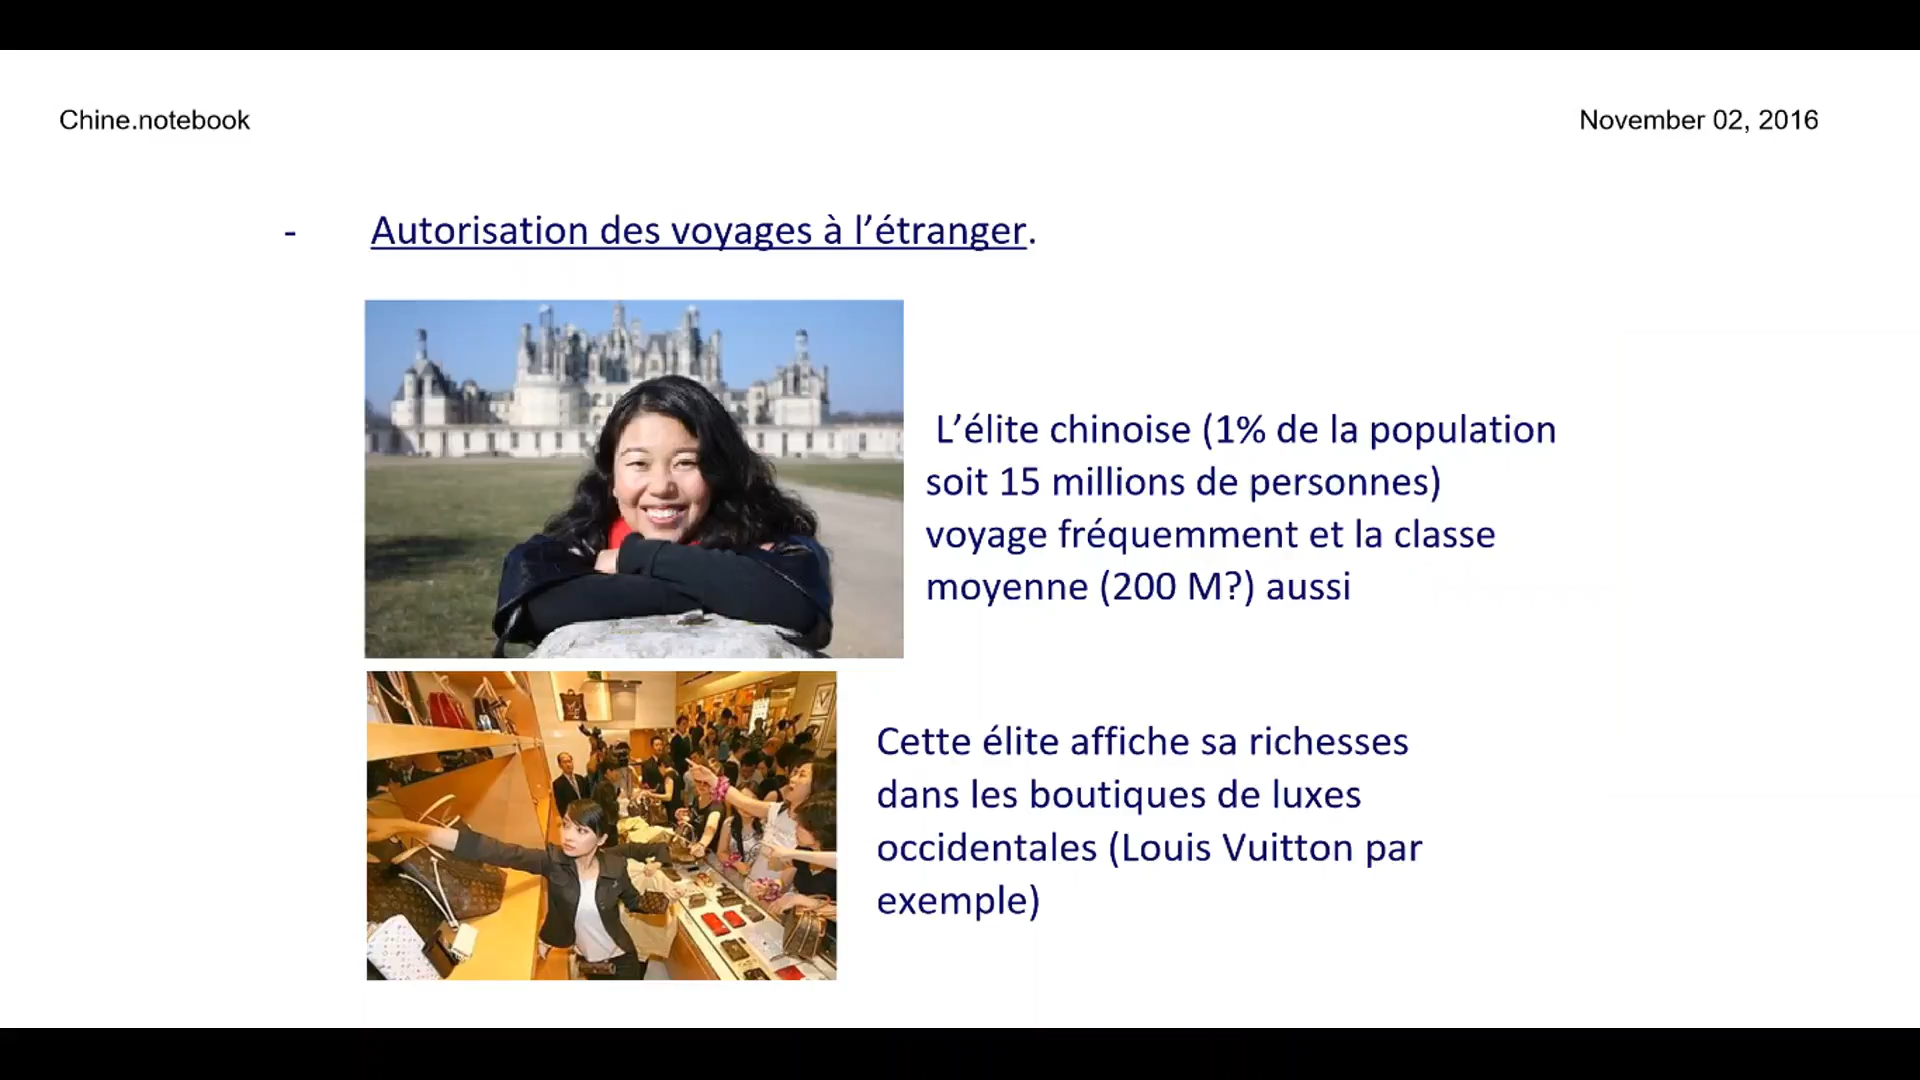 Chine.notebook
November 02, 2016
- Autorisation des voyages à l’étranger.
L’élite chinoise (1% de la population
soit 15 millions de personnes)
voyage fréquemment et la classe
moyenne (200 M?) aussi
Cette élite affiche sa richesses
dans les boutiques de luxes
occidentales (Louis Vuitton par
exemple)